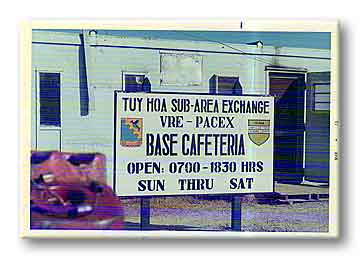 TUY HOA SUB-AREA EXCHANGE
VRE - PACEX
BASE CAFETERIA
OPEN: 0700 - 1830 HRS
SUN THRU SAT